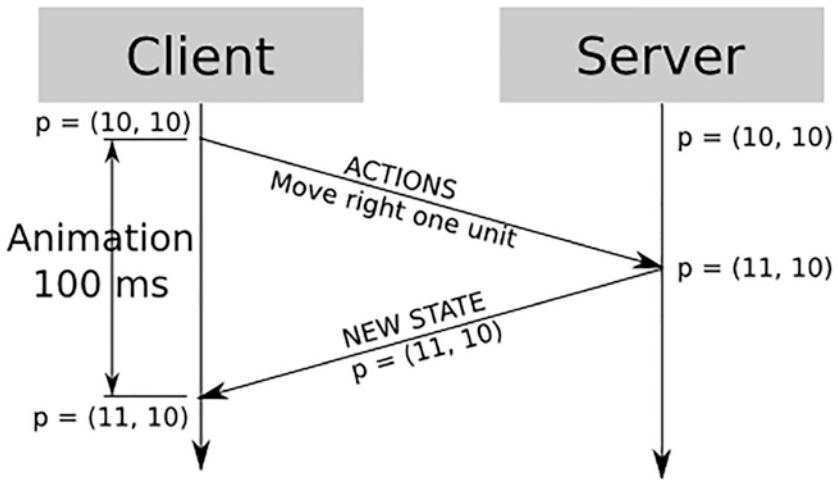 Client
Server
p = (10, 10)
p = (10, 10)
ACTIONS
Move right one unit
Animation
100 ms
p = (11, 10)
NEW STATE
p = (11, 10)
p = (11, 10)